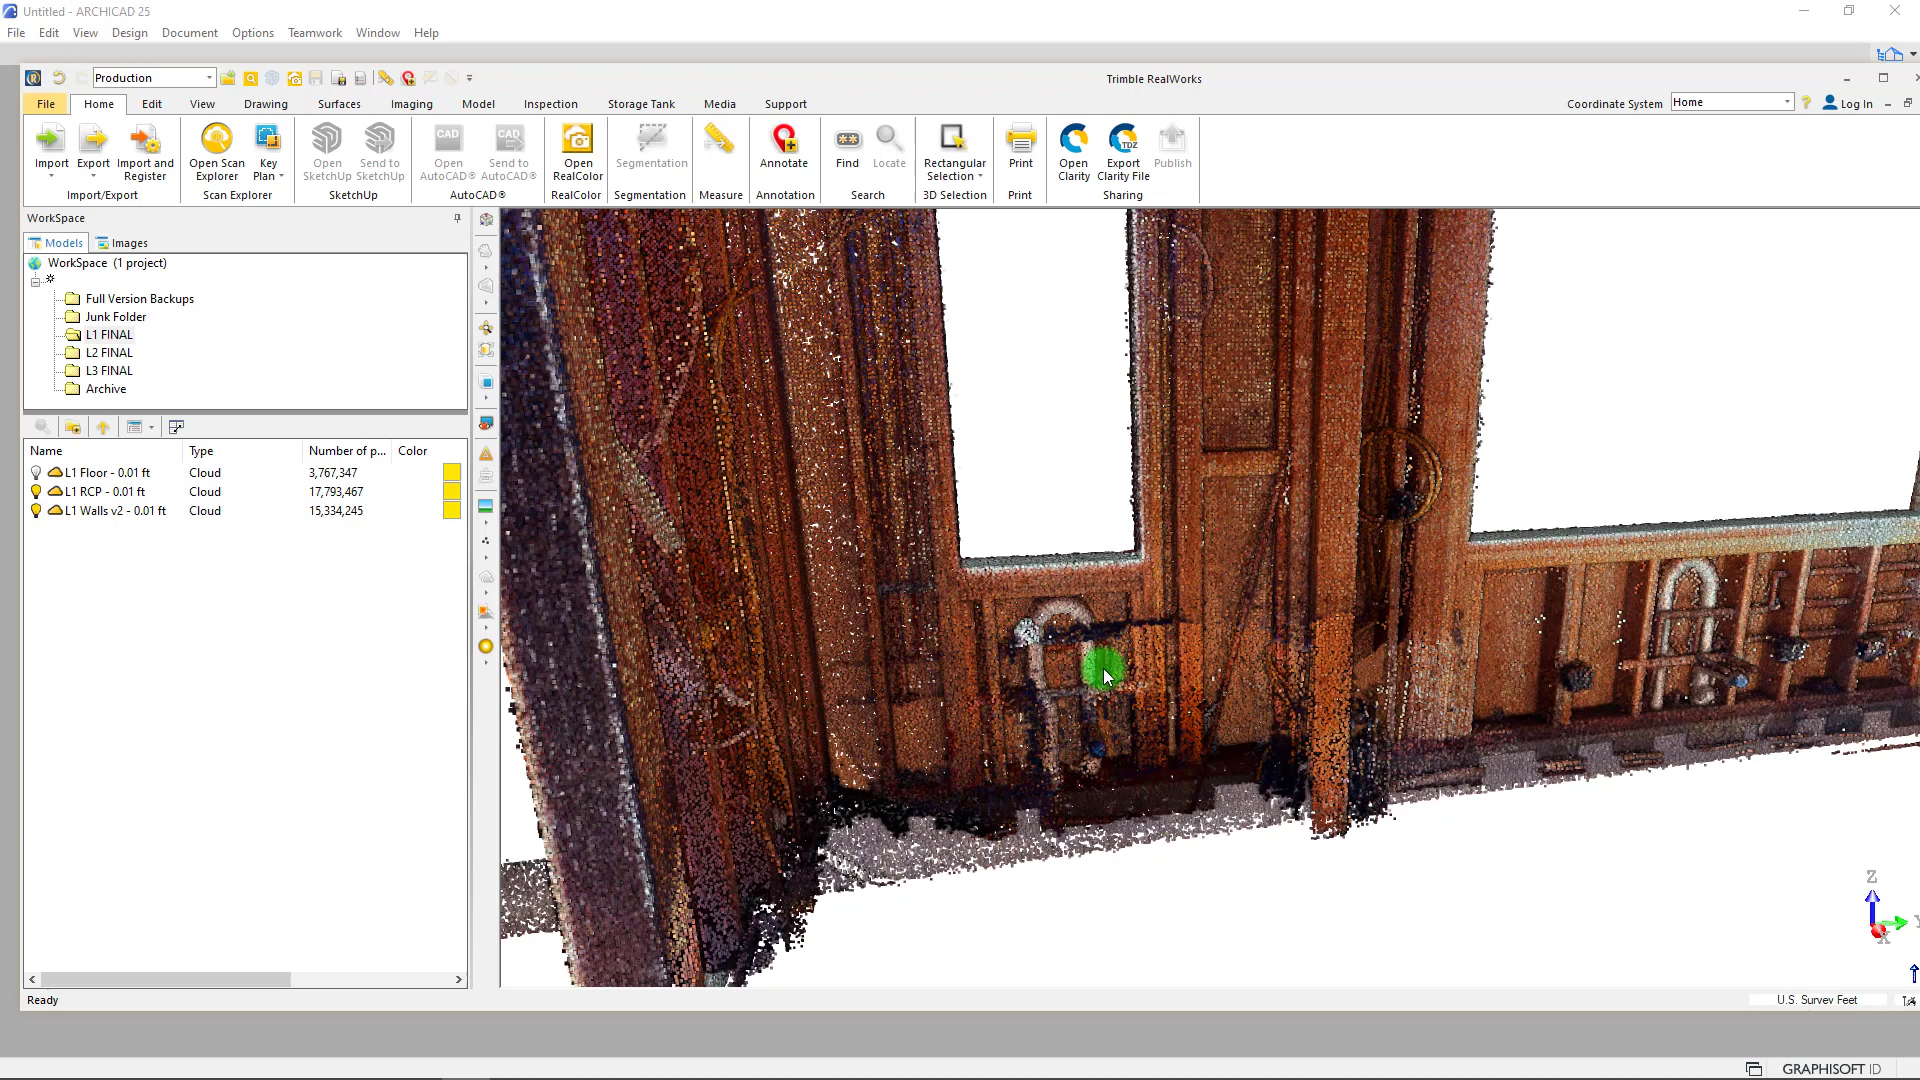 Untitled - ARCHICAD 25
File Edit View Design Document Options Teamwork Window Help
Production
Trimble RealWorks
File Home Edit View Drawing Surfaces Imaging Model Inspection Storage Tank Media Support
Coordinate System Home ? Log In
Import Export Import and Register
Open Scan Explorer Key Plan
Open SketchUp Send to SketchUp
CAD CAD
Open AutoCAD® Send to AutoCAD®
Open RealColor
Segmentation
Annotate
Find Locate
Rectangular Selection
Print
TDZ
Open Clarity Export Clarity File Publish
Import/Export Scan Explorer SketchUp AutoCAD® RealColor Segmentation Measure Annotation Search 3D Selection Print Sharing
WorkSpace
Models Images
WorkSpace (1 project)
Full Version Backups
Junk Folder
L1 FINAL
L2 FINAL
L3 FINAL
Archive
Name Type Number of p... Color
L1 Floor - 0.01 ft Cloud 3,767,347
L1 RCP - 0.01 ft Cloud 17,793,467
L1 Walls v2 - 0.01 ft Cloud 15,334,245
Z
Y
X
Ready
U.S. Survey Feet
GRAPHISOFT ID